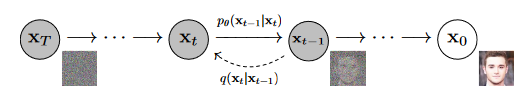 p_θ(x_{t−1}|x_t)
x_T ⟶ ⋯ ⟶ x_t ⟶ x_{t−1} ⟶ ⋯ ⟶ x_0
q(x_t|x_{t−1})